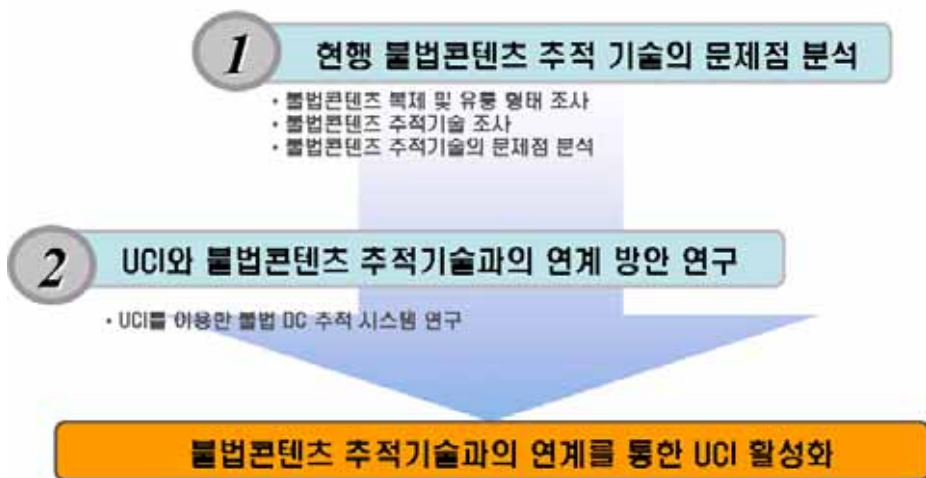 1
현행 불법콘텐츠 추적 기술의 문제점 분석
• 불법콘텐츠 복제 및 유통 형태 조사
• 불법콘텐츠 추적기술 조사
• 불법콘텐츠 추적기술의 문제점 분석
2
UCI와 불법콘텐츠 추적기술과의 연계 방안 연구
• UCI를 이용한 불법 DC 추적 시스템 연구
불법콘텐츠 추적기술과의 연계를 통한 UCI 활성화